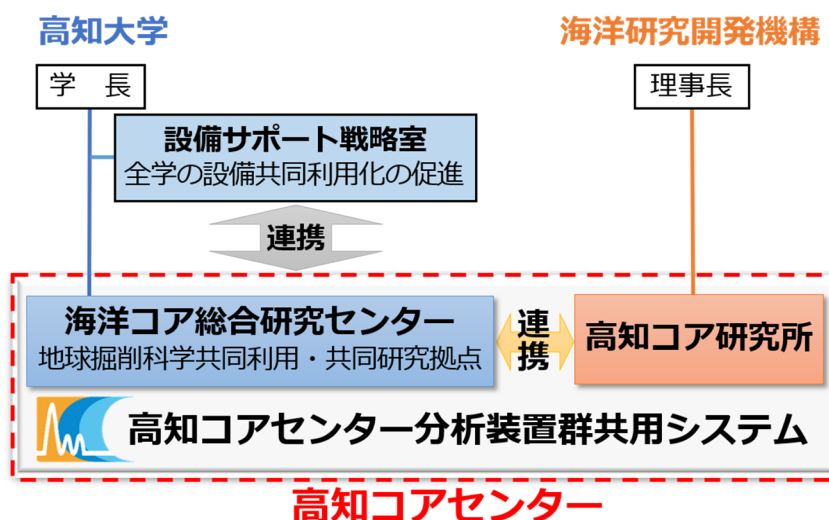 高知大学
海洋研究開発機構
学　長
理事長
設備サポート戦略室
全学の設備共同利用化の促進
連携
海洋コア総合研究センター
地球掘削科学共同利用・共同研究拠点
連
携
高知コア研究所
高知コアセンター分析装置群共用システム
高知コアセンター